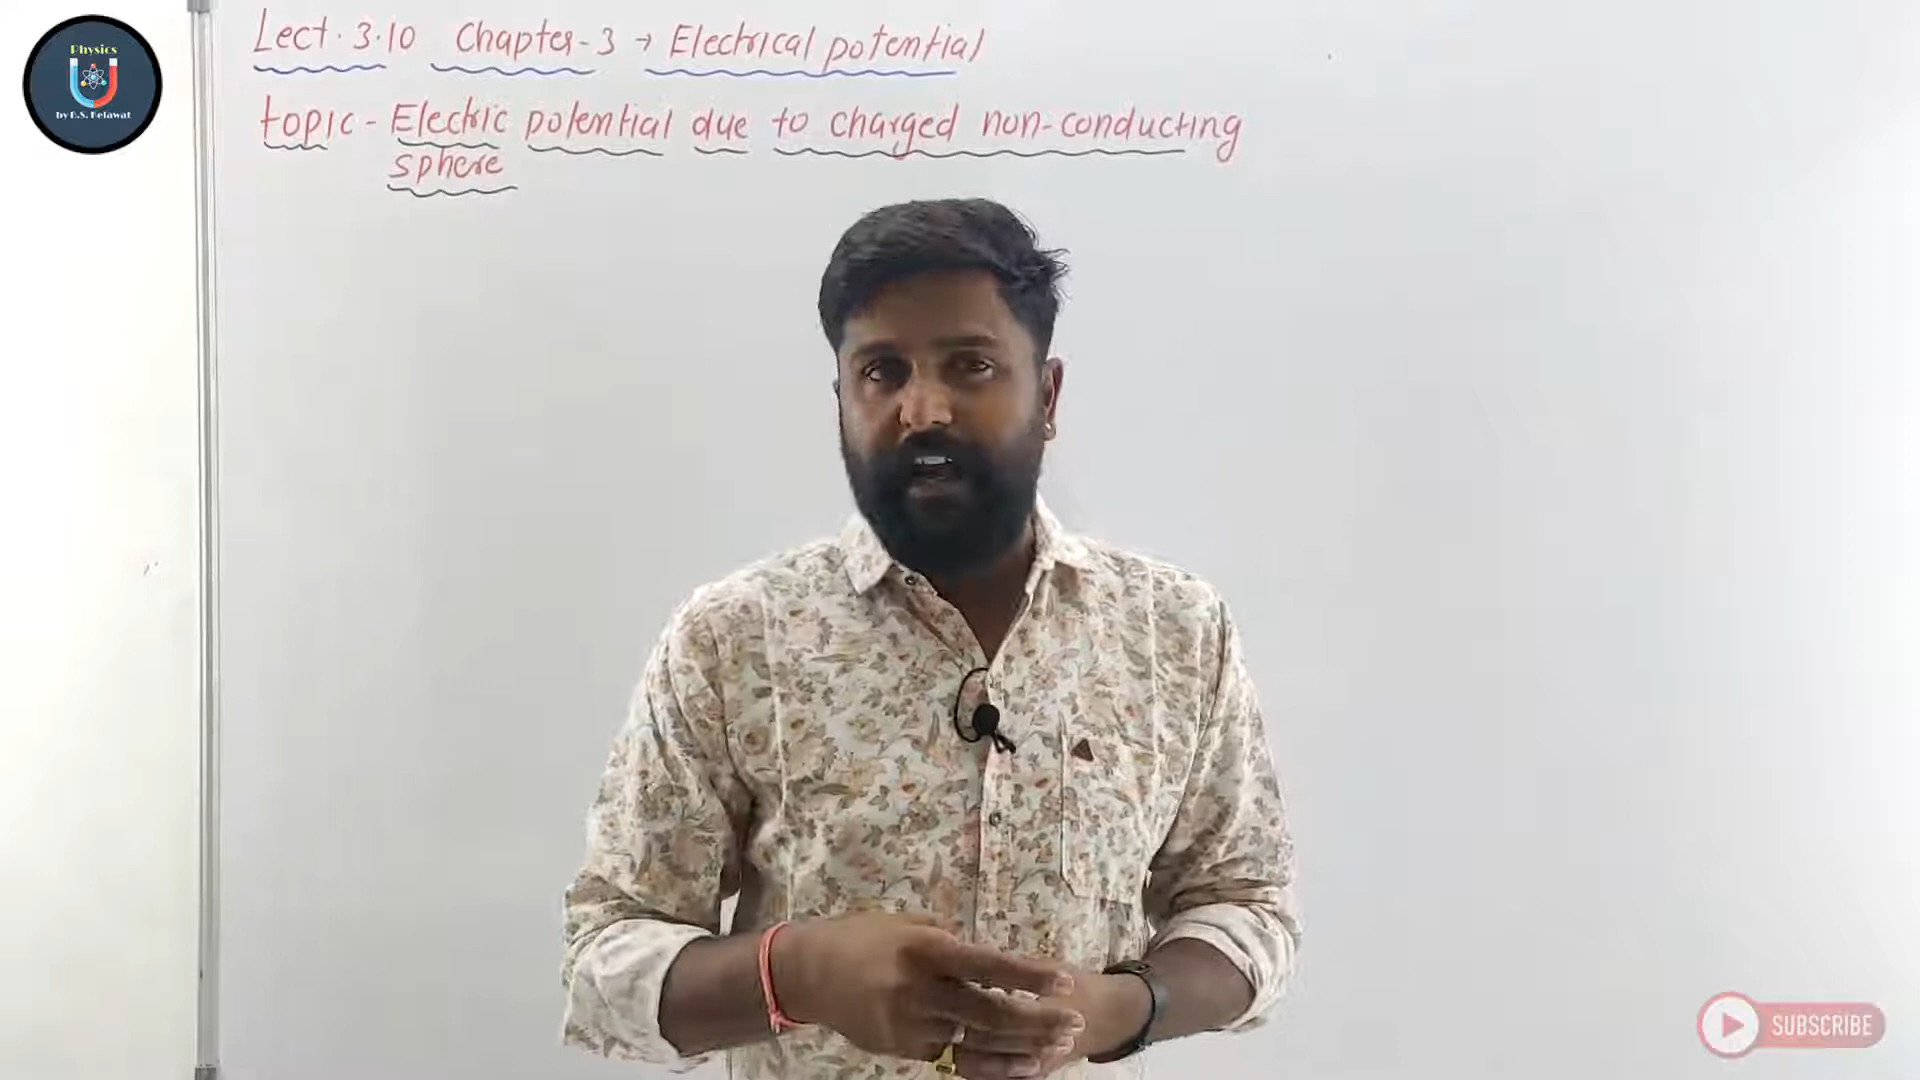 Physics
by B.S. Kelawat
Lect. 3.10 Chapter-3 → Electrical potential
topic - Electric potential due to charged non-conducting
sphere
SUBSCRIBE